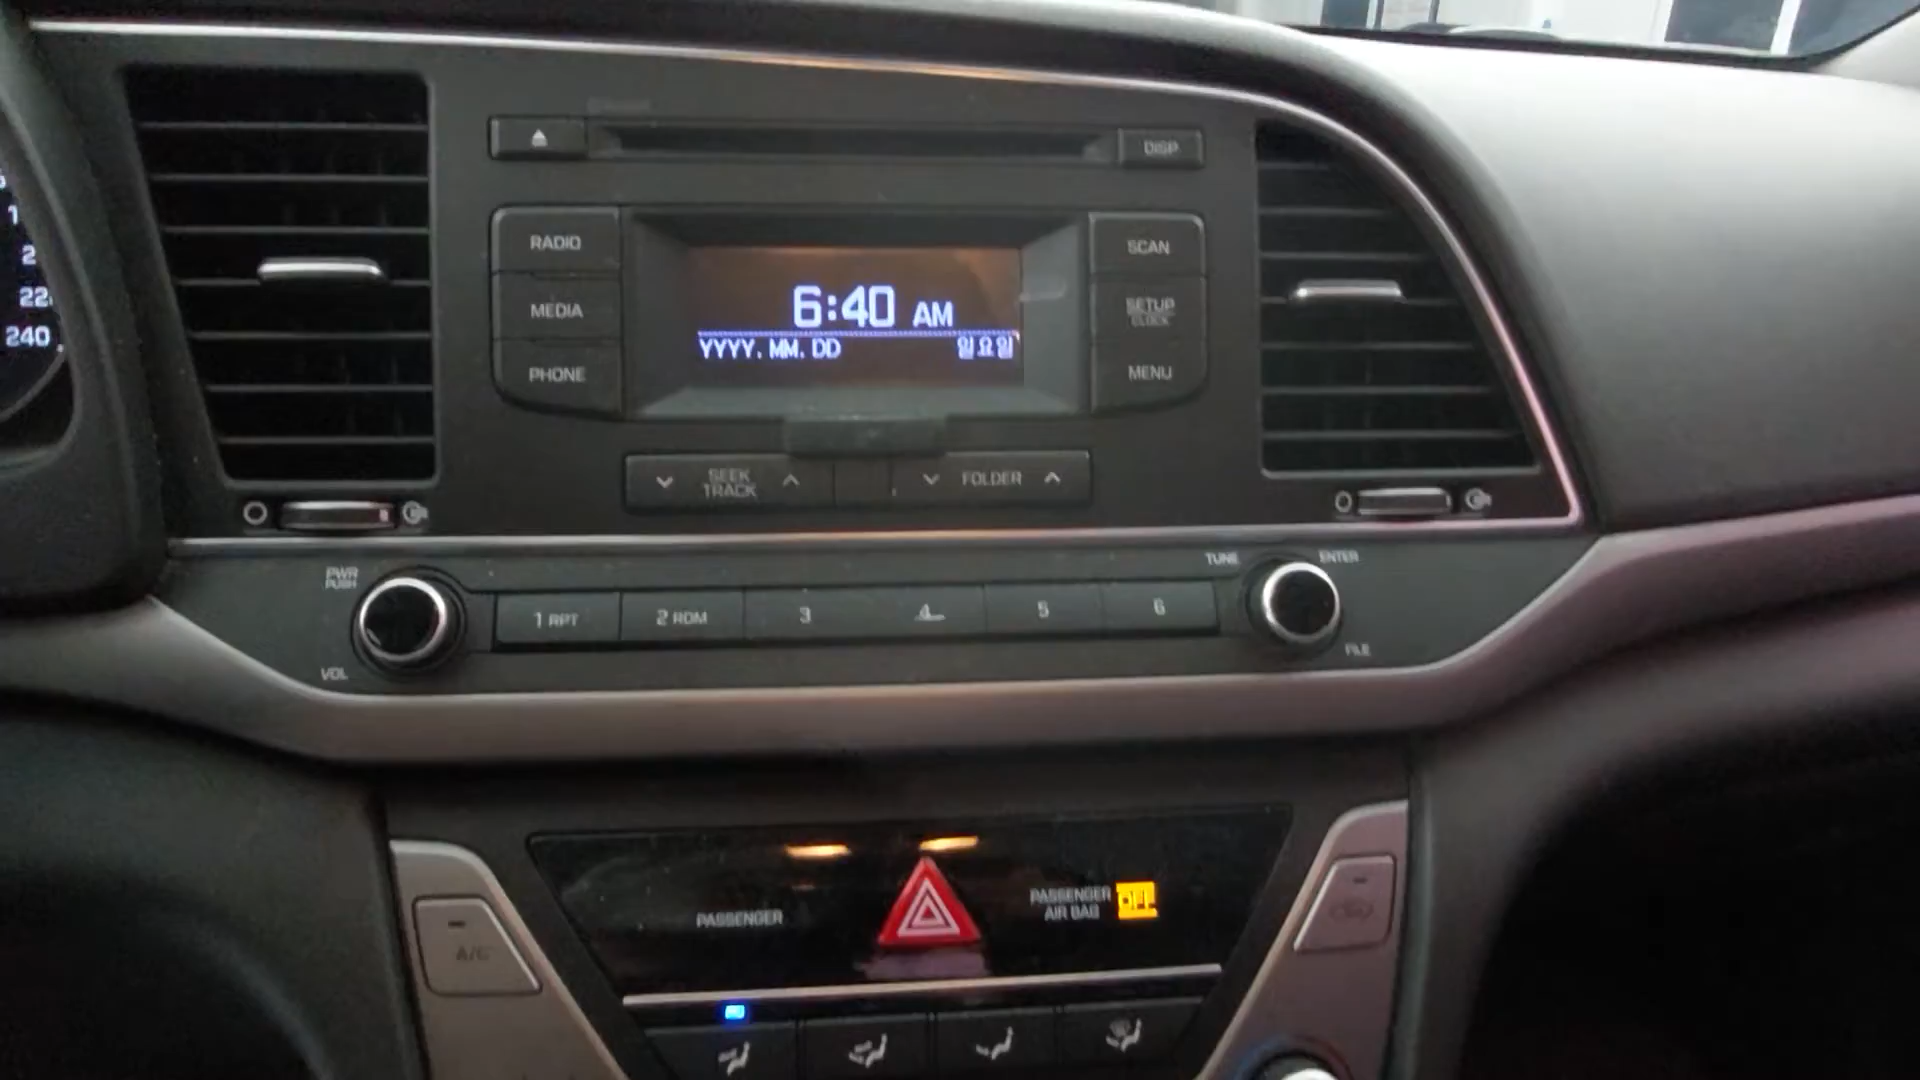 DISP
RADIO
SCAN
6:40 AM
MEDIA
SETUP
CLOCK
YYYY.MM.DD 일요일
PHONE
MENU
22
240
SEEK
TRACK
FOLDER
PWR
PUSH
TUNE
ENTER
1 RPT
2 RDM
3
4
5
6
VOL
FILE
PASSENGER
PASSENGER
AIR BAG
OFF
A/C